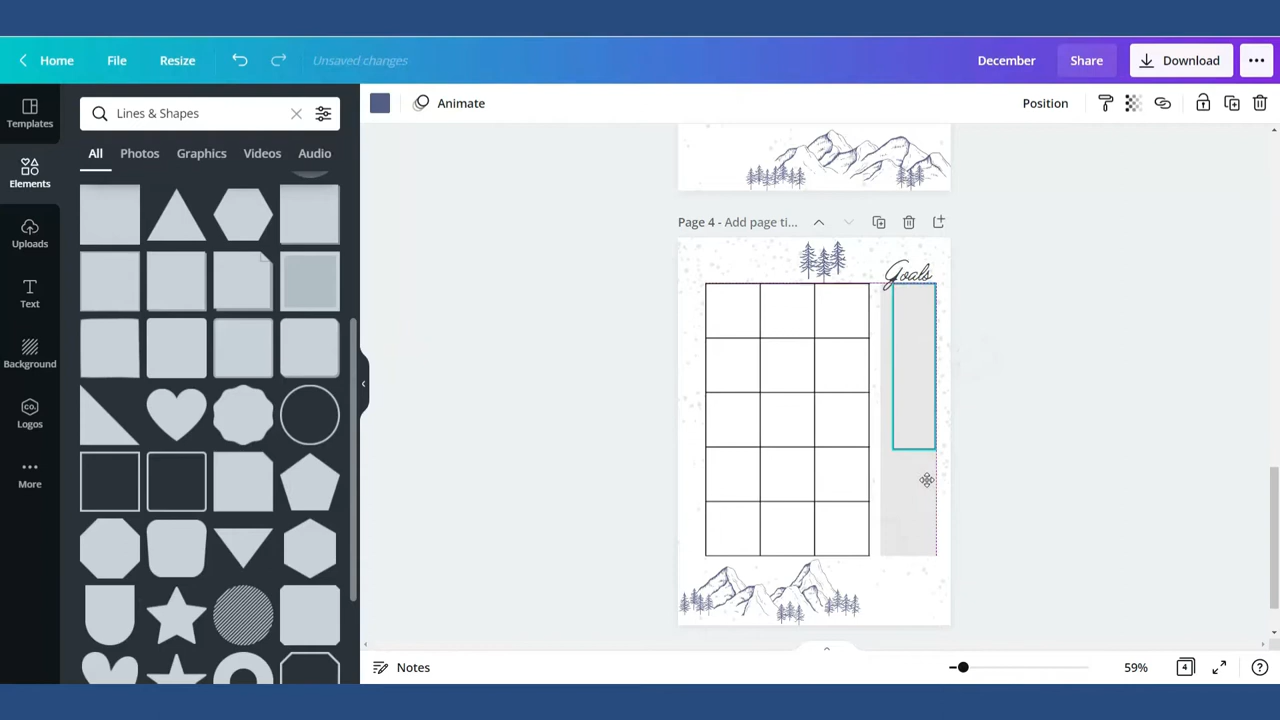 Home File Resize Unsaved changes December Share Download
Templates
Elements
Uploads
Text
Background
CO.
Logos
More
Lines & Shapes
All Photos Graphics Videos Audio
Animate Position
Page 4 - Add page ti...
Goals
Notes 59% 4 ?